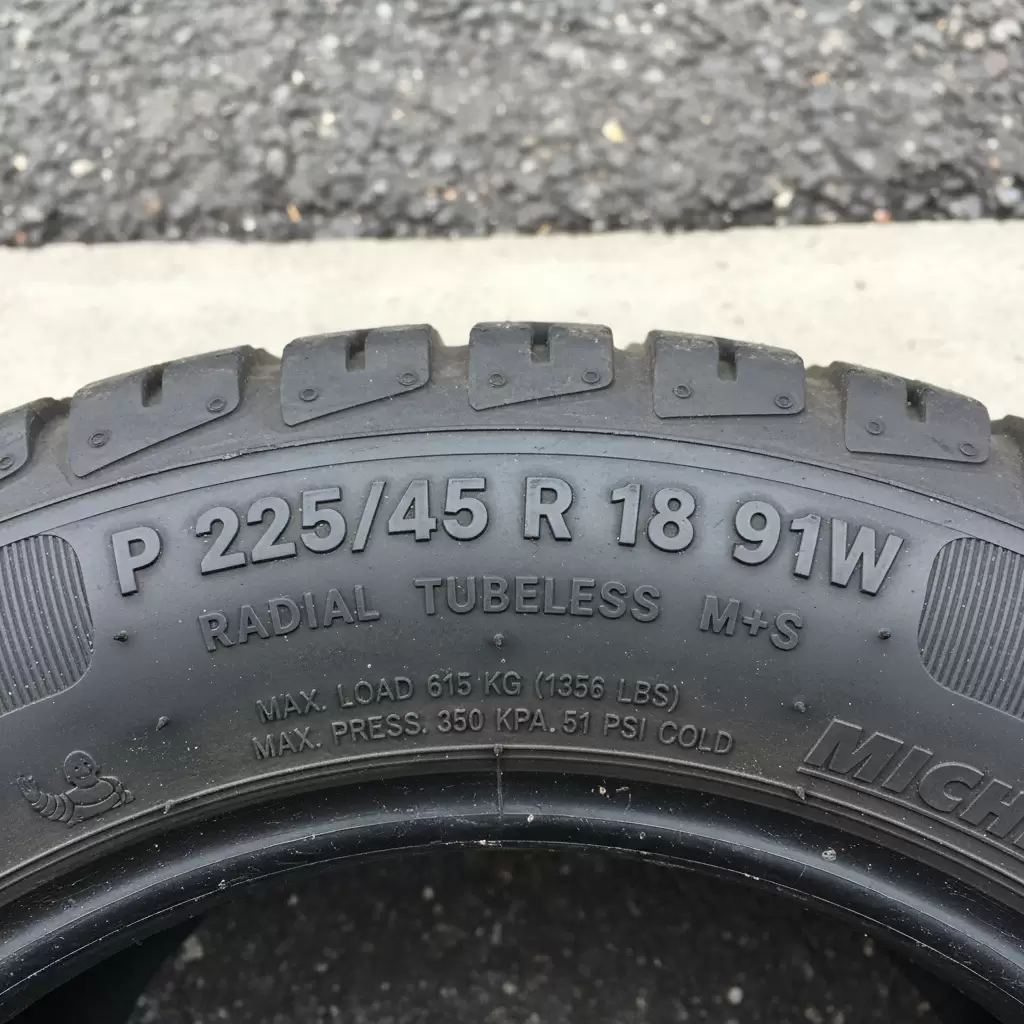 P 225/45 R 18 91W
RADIAL TUBELESS M+S
MAX. LOAD 615 KG (1356 LBS)
MAX. PRESS. 350 KPA. 51 PSI COLD
MICH